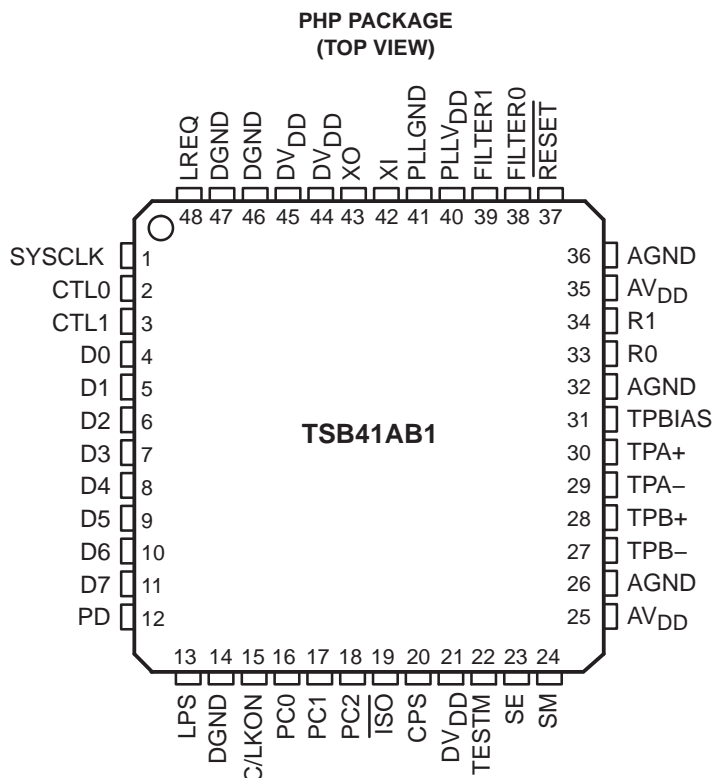 PHP PACKAGE
(TOP VIEW)
LREQ
DGND
DGND
DVDD
DVDD
XO
XI
PLLGND
PLLVDD
FILTER1
FILTER0
RESET
48 47 46 45 44 43 42 41 40 39 38 37
SYSCLK 1
CTL0 2
CTL1 3
D0 4
D1 5
D2 6
D3 7
D4 8
D5 9
D6 10
D7 11
PD 12
TSB41AB1
36 AGND
35 AVDD
34 R1
33 R0
32 AGND
31 TPBIAS
30 TPA+
29 TPA−
28 TPB+
27 TPB−
26 AGND
25 AVDD
13 14 15 16 17 18 19 20 21 22 23 24
LPS
DGND
C/LKON
PC0
PC1
PC2
ISO
CPS
DVDD
TESTM
SE
SM